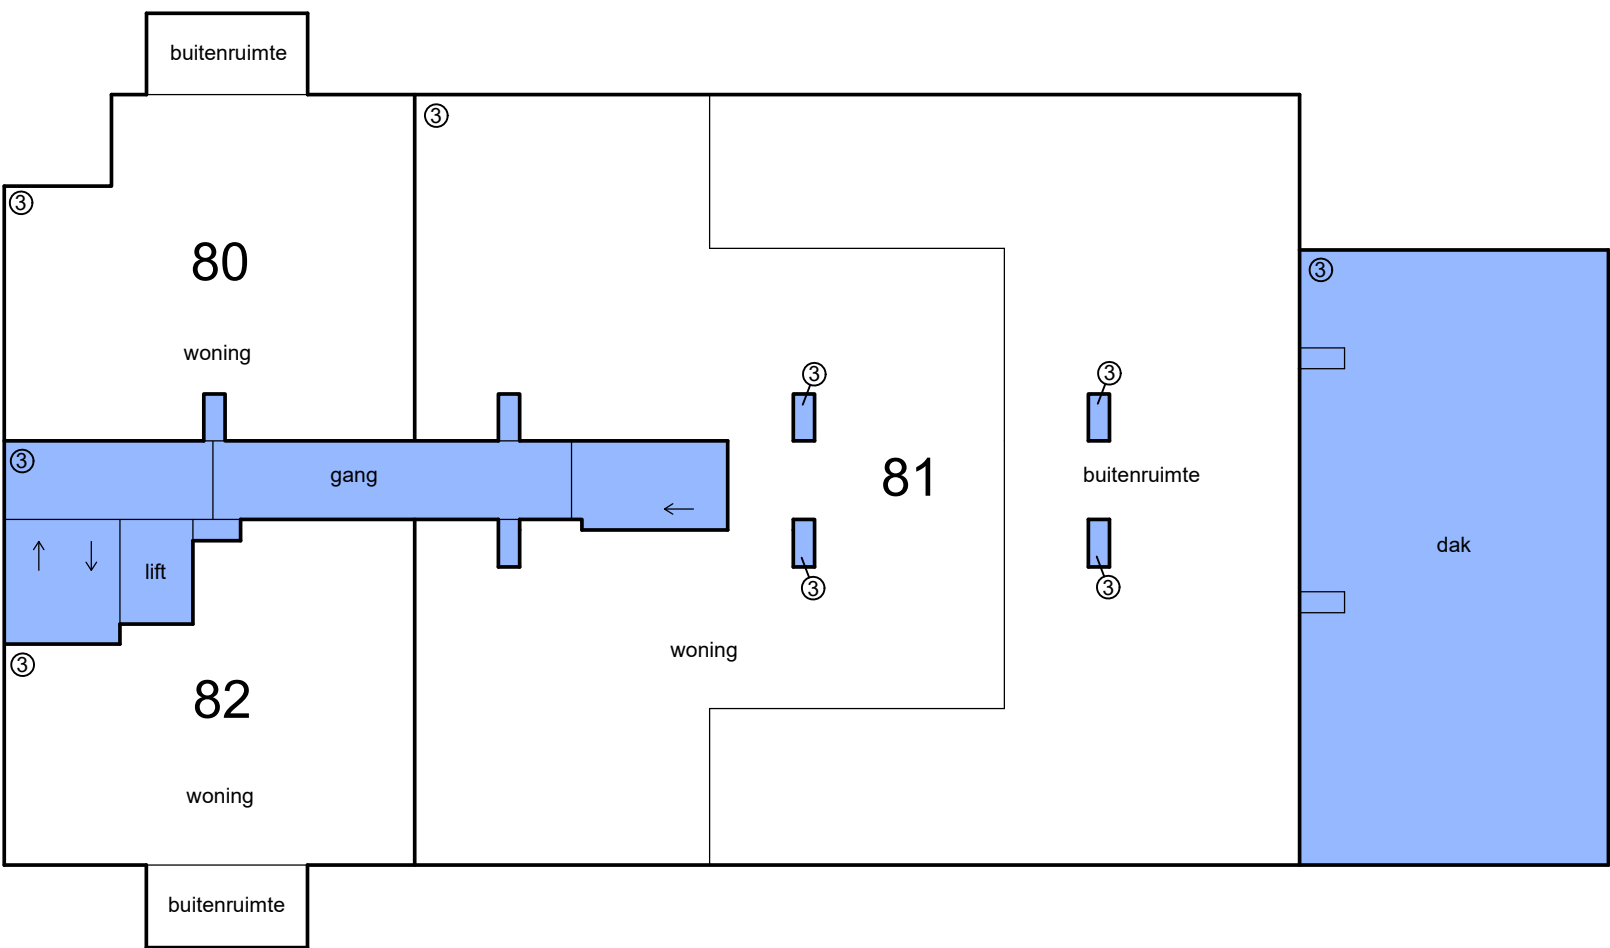 buitenruimte
③
③
80
③
woning
③
③
③
gang
81
buitenruimte
dak
lift
③
③
woning
③
82
woning
buitenruimte